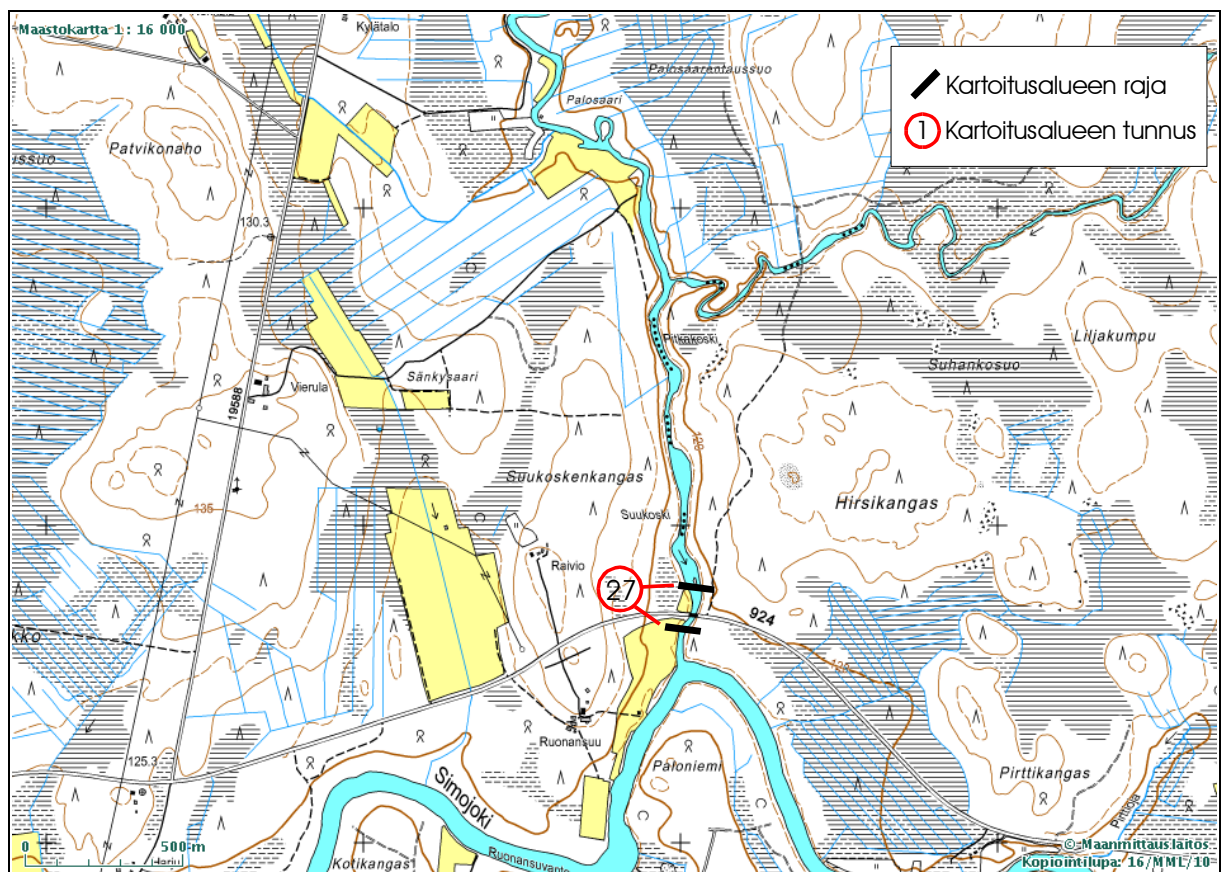 Maastokartta 1 : 16 000
Kylätalo
Palosaarentaussuo
Palosaari
Kartoitusalueen raja
1 Kartoitusalueen tunnus
Patvikonaho
130.3
Liljakumpu
Pitkäkoski
Suhankosuo
Vierula
Sänkysaari
19588
120
Suukoskenkangas
Hirsikangas
135
Suukoski
Raivio
27
924
Ruonansuu
Paloniemi
125.3
Pirttikangas
Simojoki
Pirttioja
0 500 m
Kotikangas
© Maanmittauslaitos
Kopiointilupa: 16/MML/10